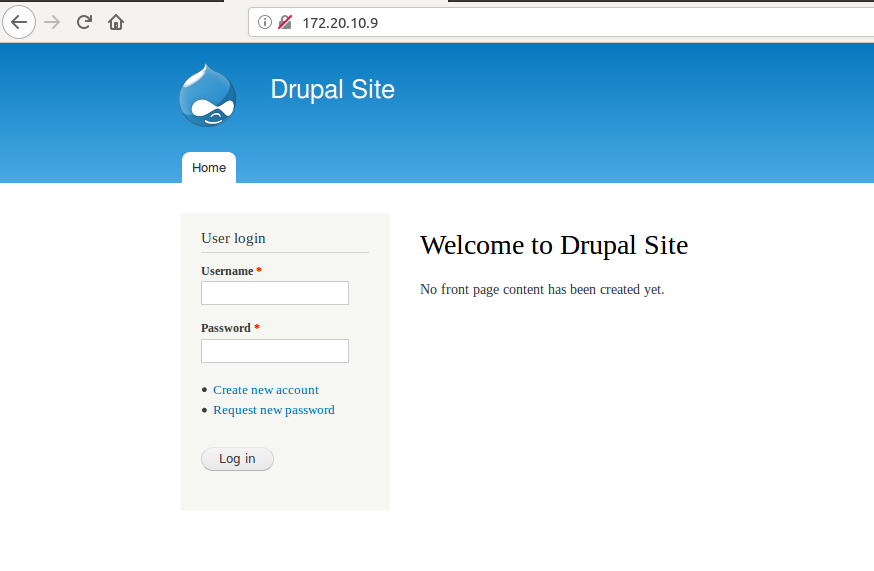 172.20.10.9
Drupal Site
Home
User login
Username *
Password *
Create new account
Request new password
Log in
Welcome to Drupal Site
No front page content has been created yet.